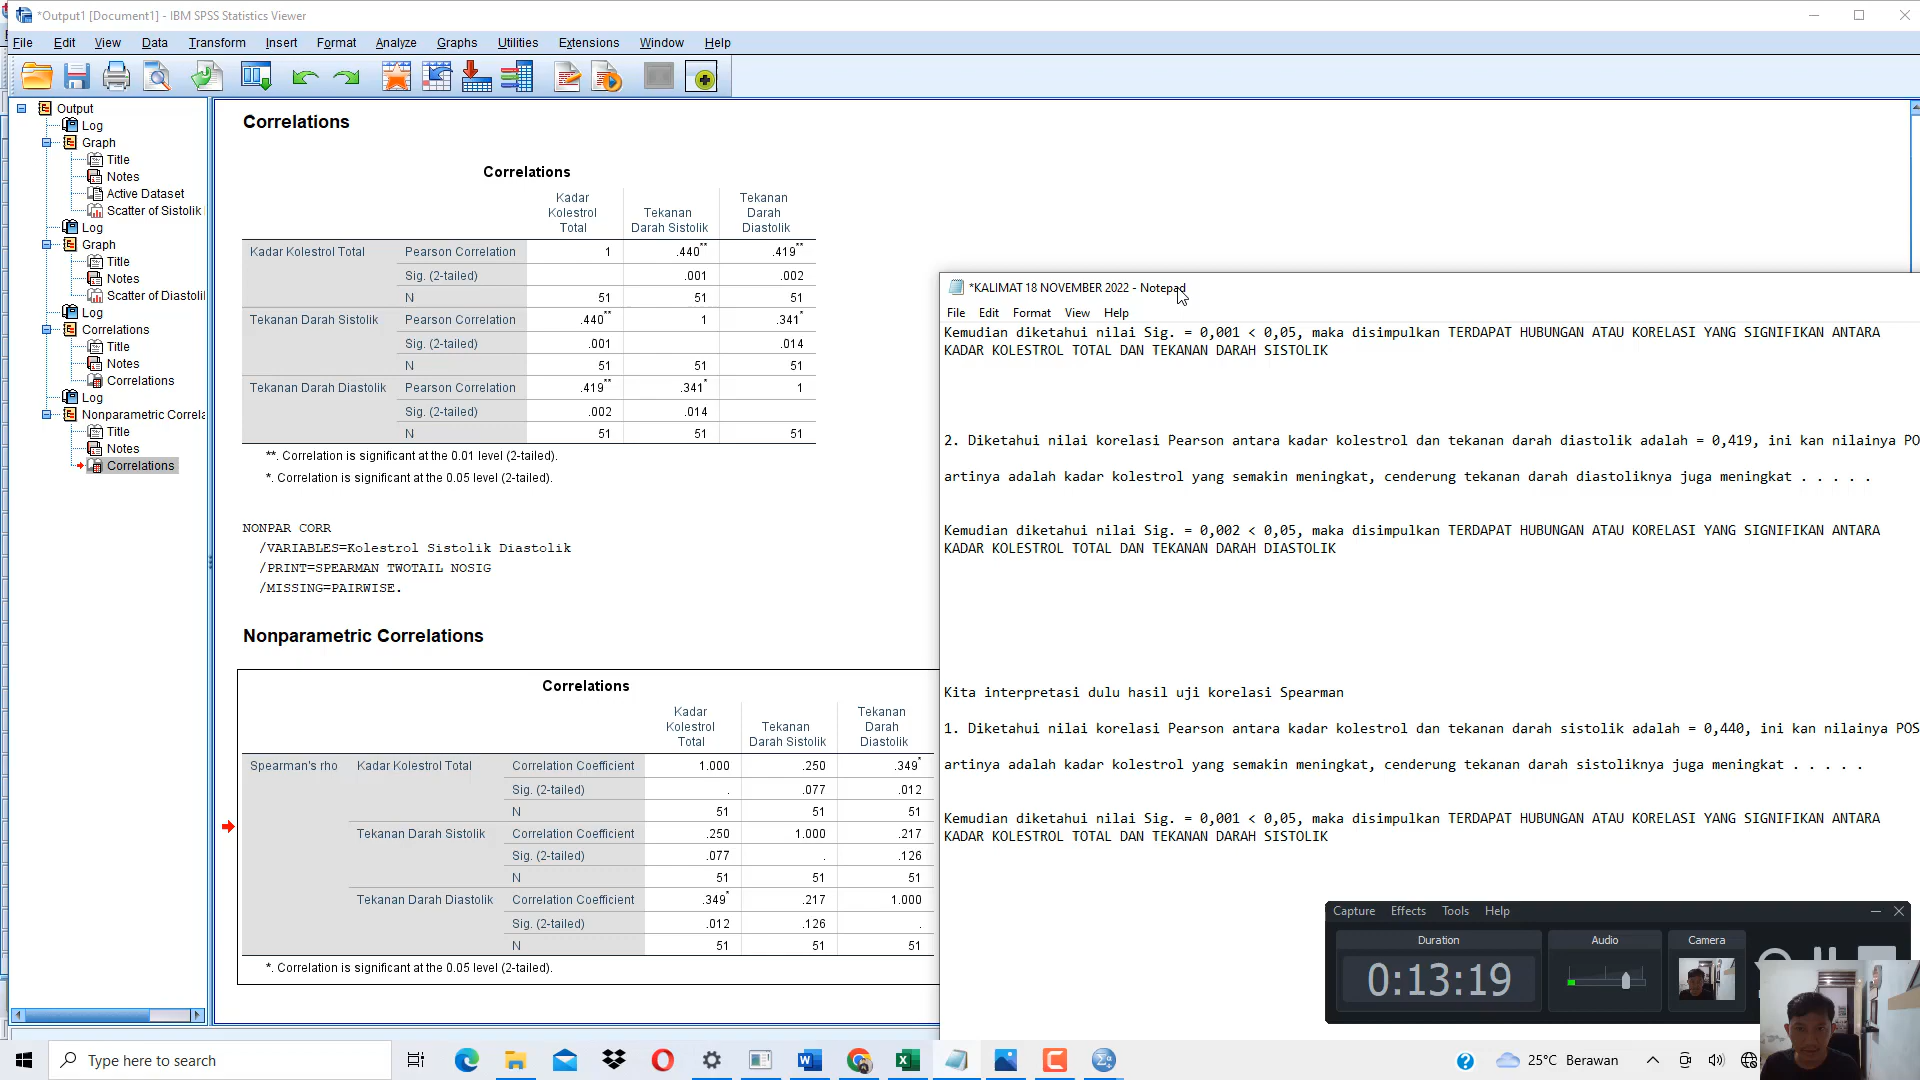 *Output1 [Document1] - IBM SPSS Statistics Viewer
File Edit View Data Transform Insert Format Analyze Graphs Utilities Extensions Window Help
Output
Log
Graph
Title
Notes
Active Dataset
Scatter of Sistolik
Log
Graph
Title
Notes
Scatter of Diastoli
Log
Correlations
Title
Notes
Correlations
Log
Nonparametric Correla
Title
Notes
Correlations
Correlations
Correlations
Kadar Kolestrol Total Tekanan Darah Sistolik Tekanan Darah Diastolik
Kadar Kolestrol Total Pearson Correlation 1 .440** .419**
Sig. (2-tailed) .001 .002
N 51 51 51
Tekanan Darah Sistolik Pearson Correlation .440** 1 .341*
Sig. (2-tailed) .001 .014
N 51 51 51
Tekanan Darah Diastolik Pearson Correlation .419** .341* 1
Sig. (2-tailed) .002 .014
N 51 51 51
**. Correlation is significant at the 0.01 level (2-tailed).
*. Correlation is significant at the 0.05 level (2-tailed).
NONPAR CORR
/VARIABLES=Kolestrol Sistolik Diastolik
/PRINT=SPEARMAN TWOTAIL NOSIG
/MISSING=PAIRWISE.
Nonparametric Correlations
Correlations
Kadar Kolestrol Total Tekanan Darah Sistolik Tekanan Darah Diastolik
Spearman's rho Kadar Kolestrol Total Correlation Coefficient 1.000 .250 .349*
Sig. (2-tailed) . .077 .012
N 51 51 51
Tekanan Darah Sistolik Correlation Coefficient .250 1.000 .217
Sig. (2-tailed) .077 . .126
N 51 51 51
Tekanan Darah Diastolik Correlation Coefficient .349* .217 1.000
Sig. (2-tailed) .012 .126 .
N 51 51 51
*. Correlation is significant at the 0.05 level (2-tailed).
*KALIMAT 18 NOVEMBER 2022 - Notepad
File Edit Format View Help
Kemudian diketahui nilai Sig. = 0,001 < 0,05, maka disimpulkan TERDAPAT HUBUNGAN ATAU KORELASI YANG SIGNIFIKAN ANTARA
KADAR KOLESTROL TOTAL DAN TEKANAN DARAH SISTOLIK
2. Diketahui nilai korelasi Pearson antara kadar kolestrol dan tekanan darah diastolik adalah = 0,419, ini kan nilainya PO
artinya adalah kadar kolestrol yang semakin meningkat, cenderung tekanan darah diastoliknya juga meningkat . . . . .
Kemudian diketahui nilai Sig. = 0,002 < 0,05, maka disimpulkan TERDAPAT HUBUNGAN ATAU KORELASI YANG SIGNIFIKAN ANTARA
KADAR KOLESTROL TOTAL DAN TEKANAN DARAH DIASTOLIK
Kita interpretasi dulu hasil uji korelasi Spearman
1. Diketahui nilai korelasi Pearson antara kadar kolestrol dan tekanan darah sistolik adalah = 0,440, ini kan nilainya POS
artinya adalah kadar kolestrol yang semakin meningkat, cenderung tekanan darah sistoliknya juga meningkat . . . . .
Kemudian diketahui nilai Sig. = 0,001 < 0,05, maka disimpulkan TERDAPAT HUBUNGAN ATAU KORELASI YANG SIGNIFIKAN ANTARA
KADAR KOLESTROL TOTAL DAN TEKANAN DARAH SISTOLIK
Capture Effects Tools Help
Duration Audio Camera
0:13:19
Type here to search
25°C Berawan